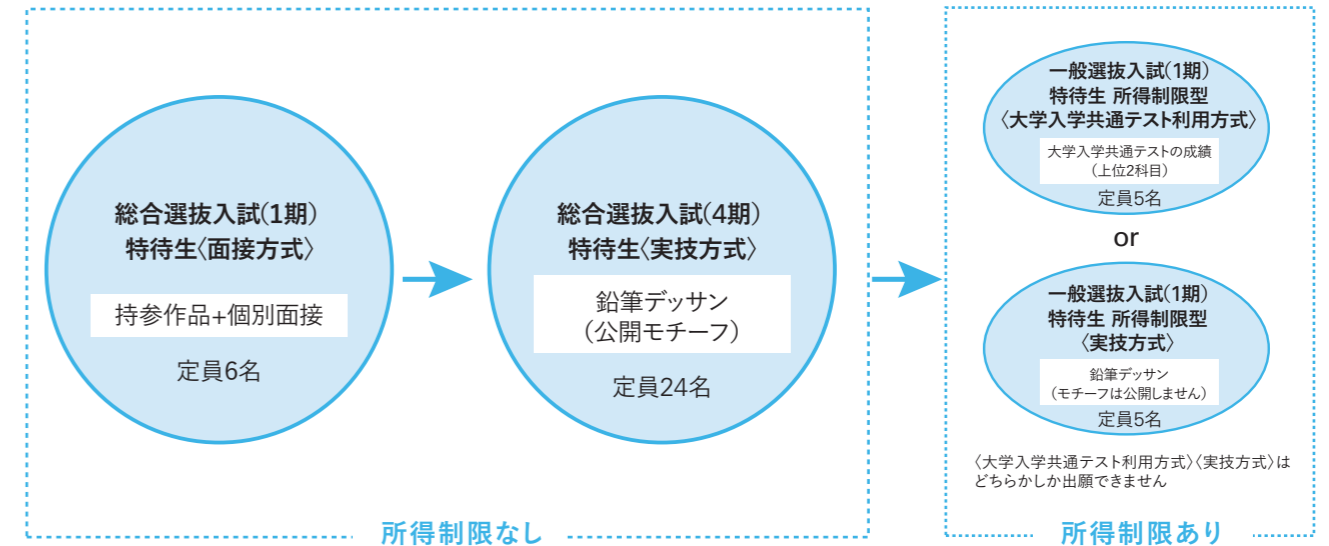 総合選抜入試(1期)
特待生〈面接方式〉
持参作品+個別面接
定員6名
総合選抜入試(4期)
特待生〈実技方式〉
鉛筆デッサン
（公開モチーフ）
定員24名
所得制限なし
一般選抜入試(1期)
特待生 所得制限型
〈大学入学共通テスト利用方式〉
大学入学共通テストの成績
（上位2科目）
定員5名
or
一般選抜入試(1期)
特待生 所得制限型
〈実技方式〉
鉛筆デッサン
（モチーフは公開しません）
定員5名
〈大学入学共通テスト利用方式〉〈実技方式〉は
どちらかしか出願できません
所得制限あり